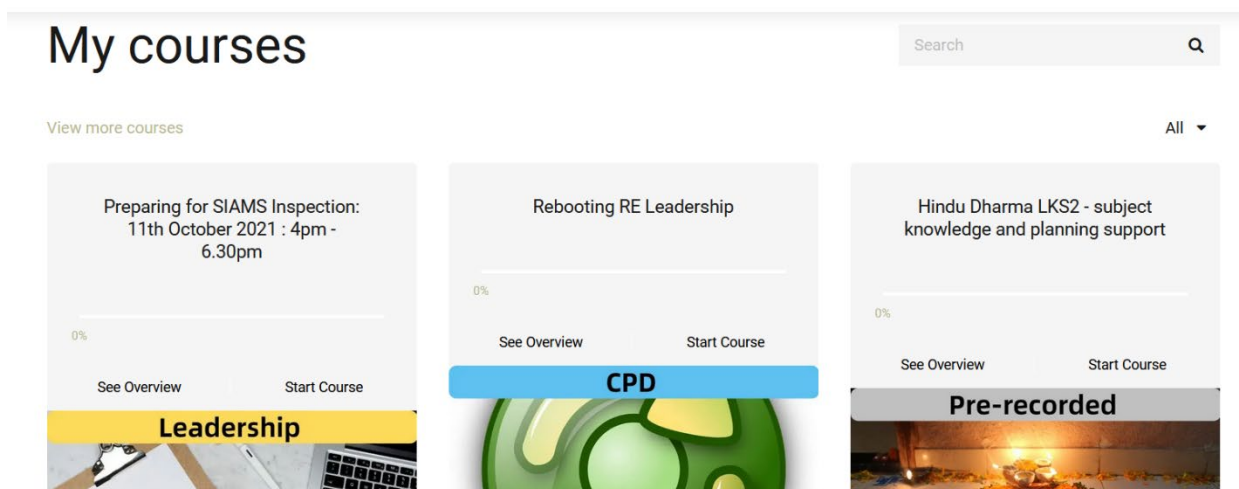 My courses
Search
View more courses
All
Preparing for SIAMS Inspection:
11th October 2021 : 4pm -
6.30pm
0%
See Overview
Start Course
Leadership
Rebooting RE Leadership
0%
See Overview
Start Course
CPD
Hindu Dharma LKS2 - subject
knowledge and planning support
0%
See Overview
Start Course
Pre-recorded